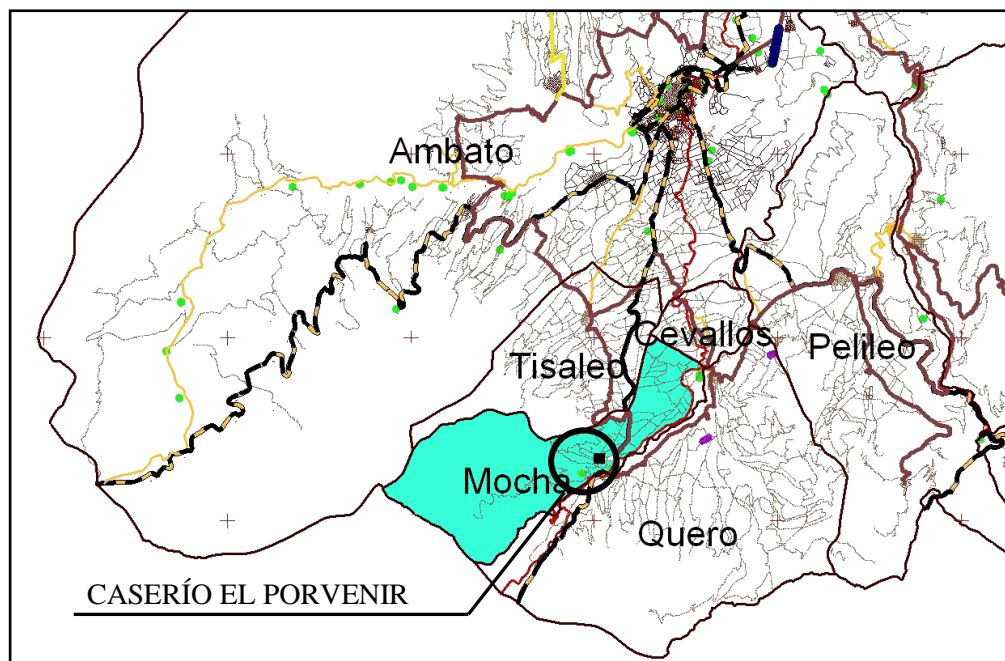 Ambato
Cevallos
Tisaleo
Pelileo
Mocha
Quero
CASERÍO EL PORVENIR